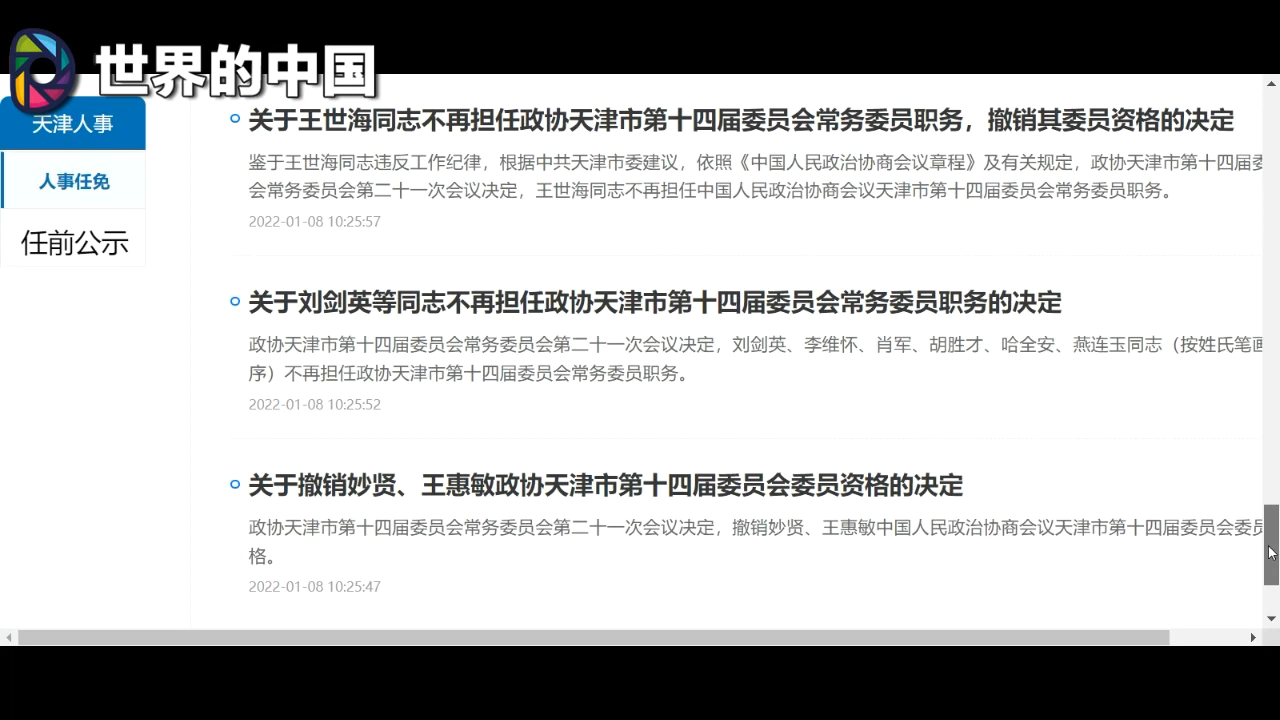 世界的中国
天津人事
人事任免
任前公示
关于王世海同志不再担任政协天津市第十四届委员会常务委员职务，撤销其委员资格的决定
鉴于王世海同志违反工作纪律，根据中共天津市委建议，依照《中国人民政治协商会议章程》及有关规定，政协天津市第十四届委
会常务委员会第二十一次会议决定，王世海同志不再担任中国人民政治协商会议天津市第十四届委员会常务委员职务。
2022-01-08 10:25:57
关于刘剑英等同志不再担任政协天津市第十四届委员会常务委员职务的决定
政协天津市第十四届委员会常务委员会第二十一次会议决定，刘剑英、李维怀、肖军、胡胜才、哈全安、燕连玉同志（按姓氏笔画
序）不再担任政协天津市第十四届委员会常务委员职务。
2022-01-08 10:25:52
关于撤销妙贤、王惠敏政协天津市第十四届委员会委员资格的决定
政协天津市第十四届委员会常务委员会第二十一次会议决定，撤销妙贤、王惠敏中国人民政治协商会议天津市第十四届委员会委员
格。
2022-01-08 10:25:47